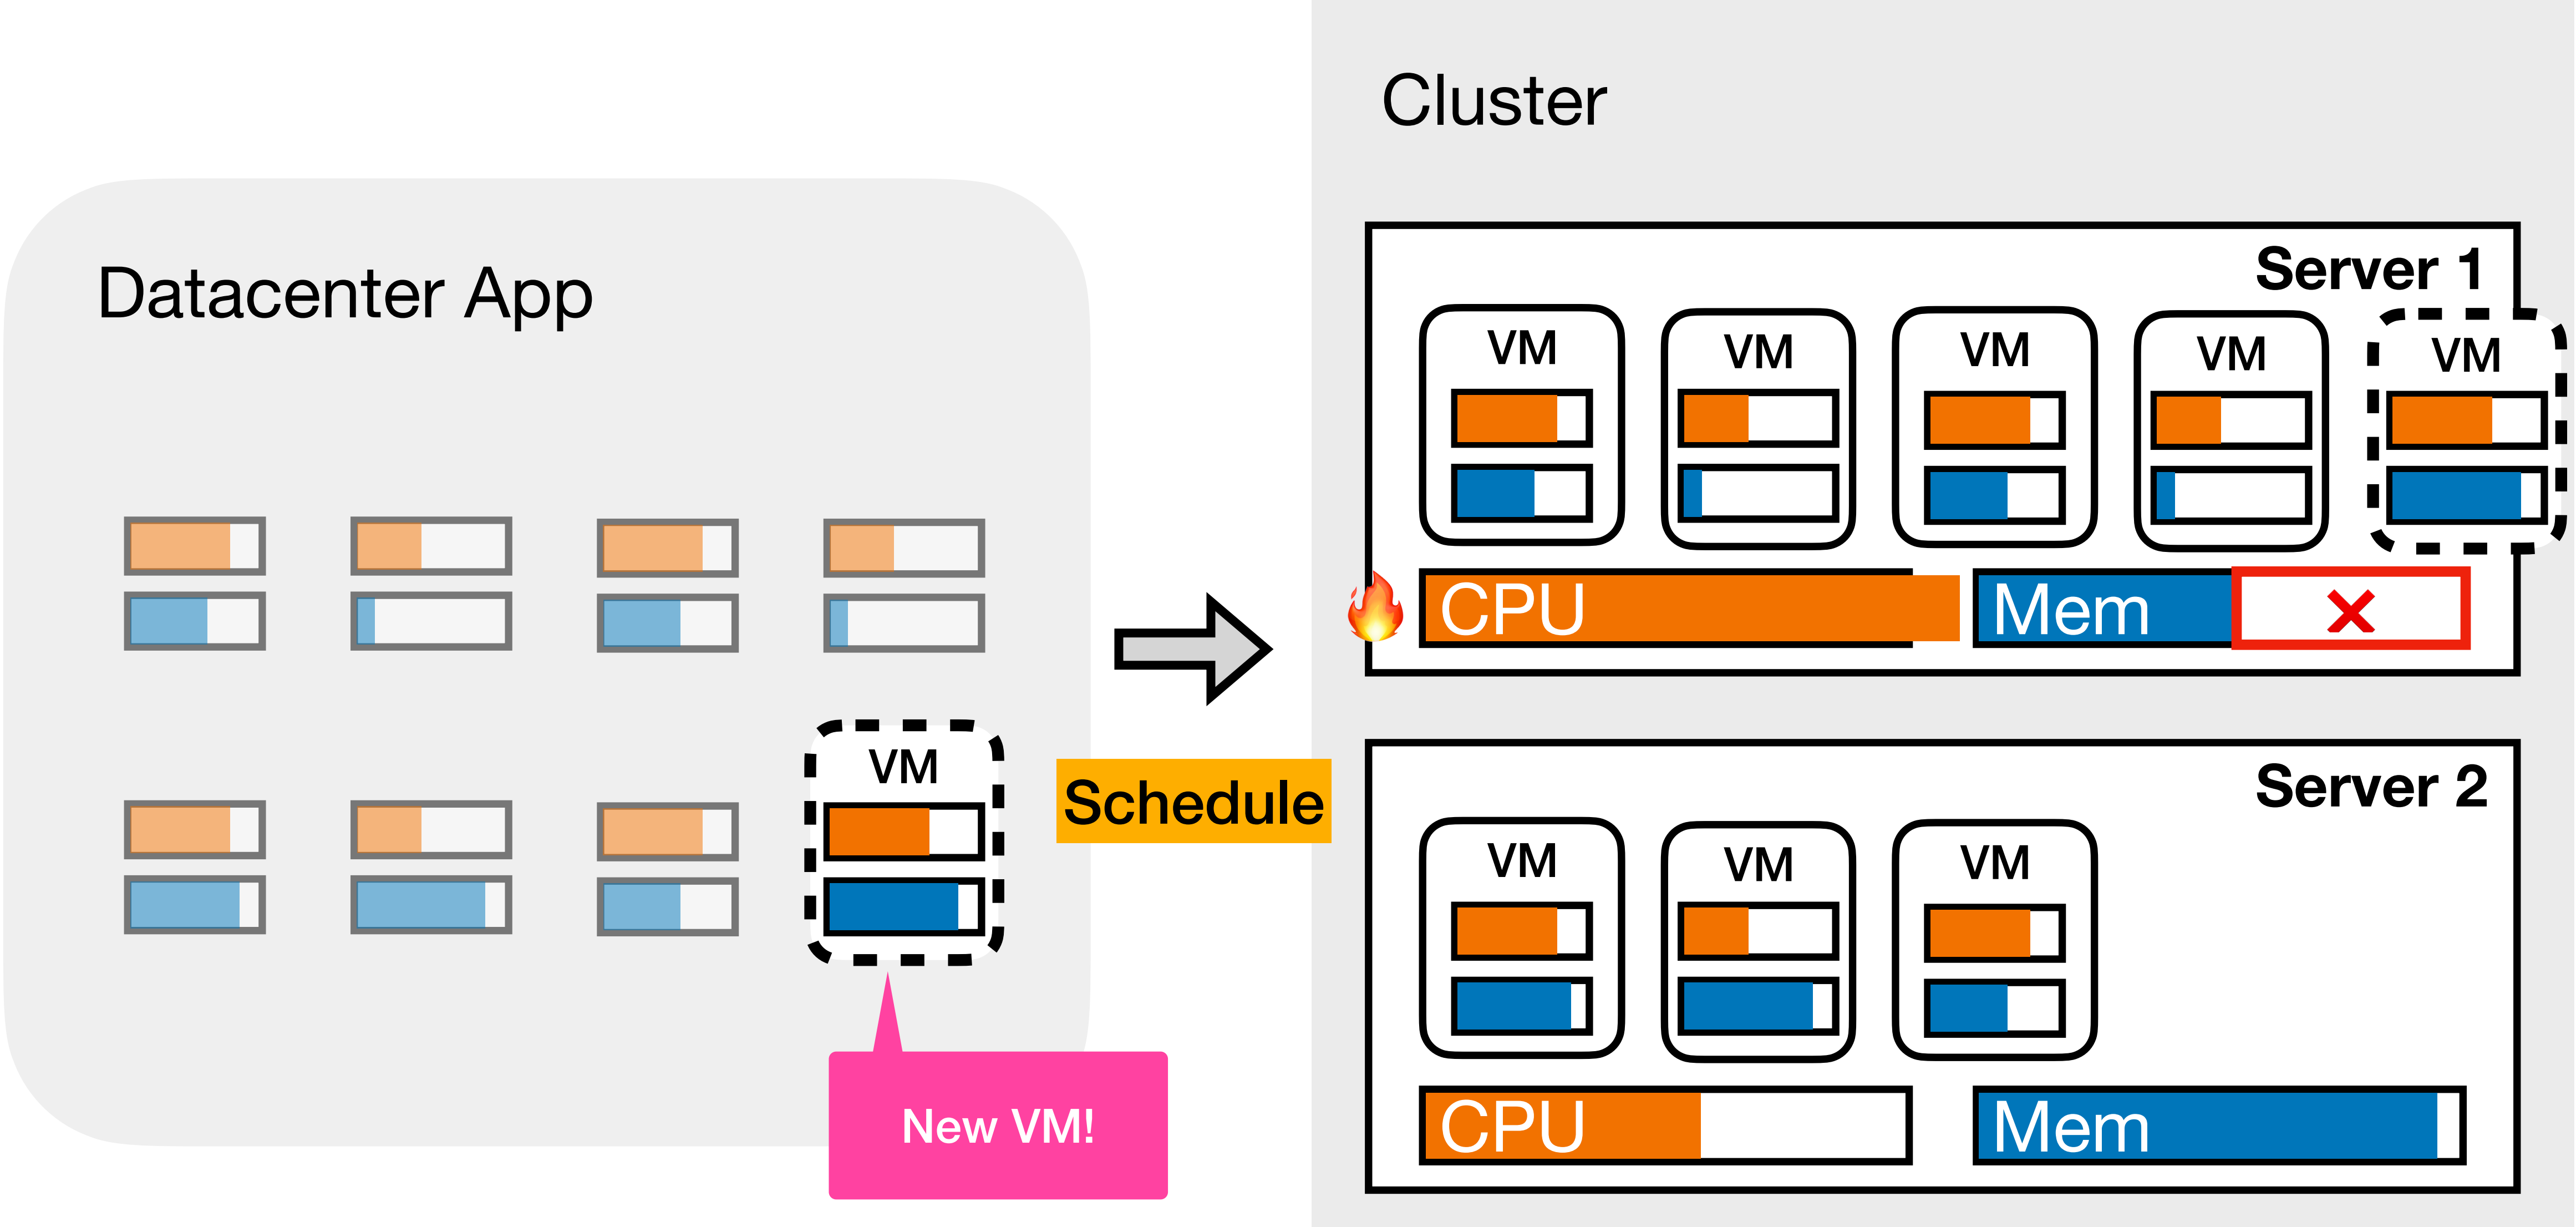 Cluster
Datacenter App
Server 1
VM VM VM VM VM
CPU Mem
VM
Schedule
Server 2
VM VM VM
CPU Mem
New VM!